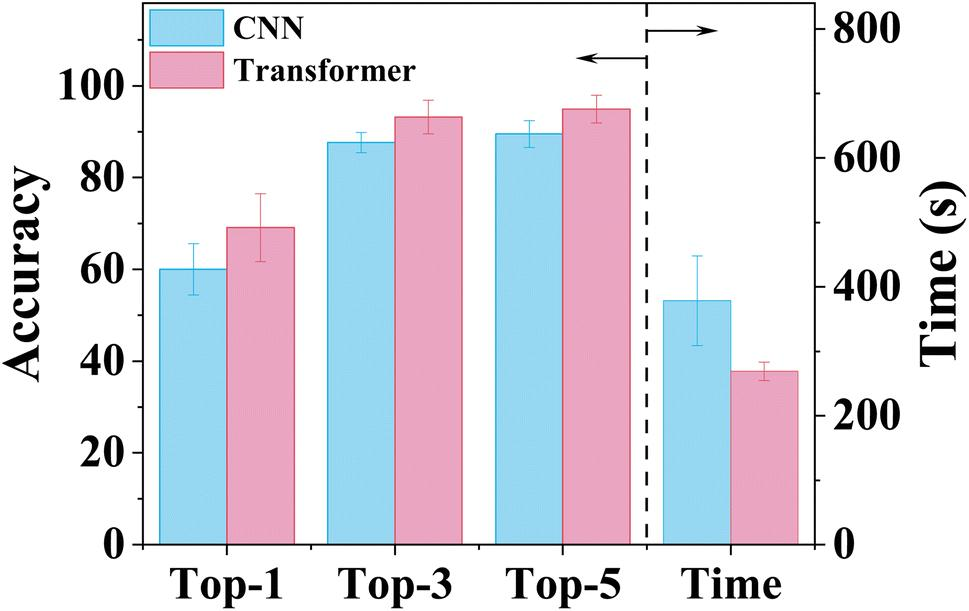 CNN
Transformer
Accuracy
100
80
60
40
20
0
Top-1
Top-3
Top-5
Time
800
600
400
200
0
Time (s)